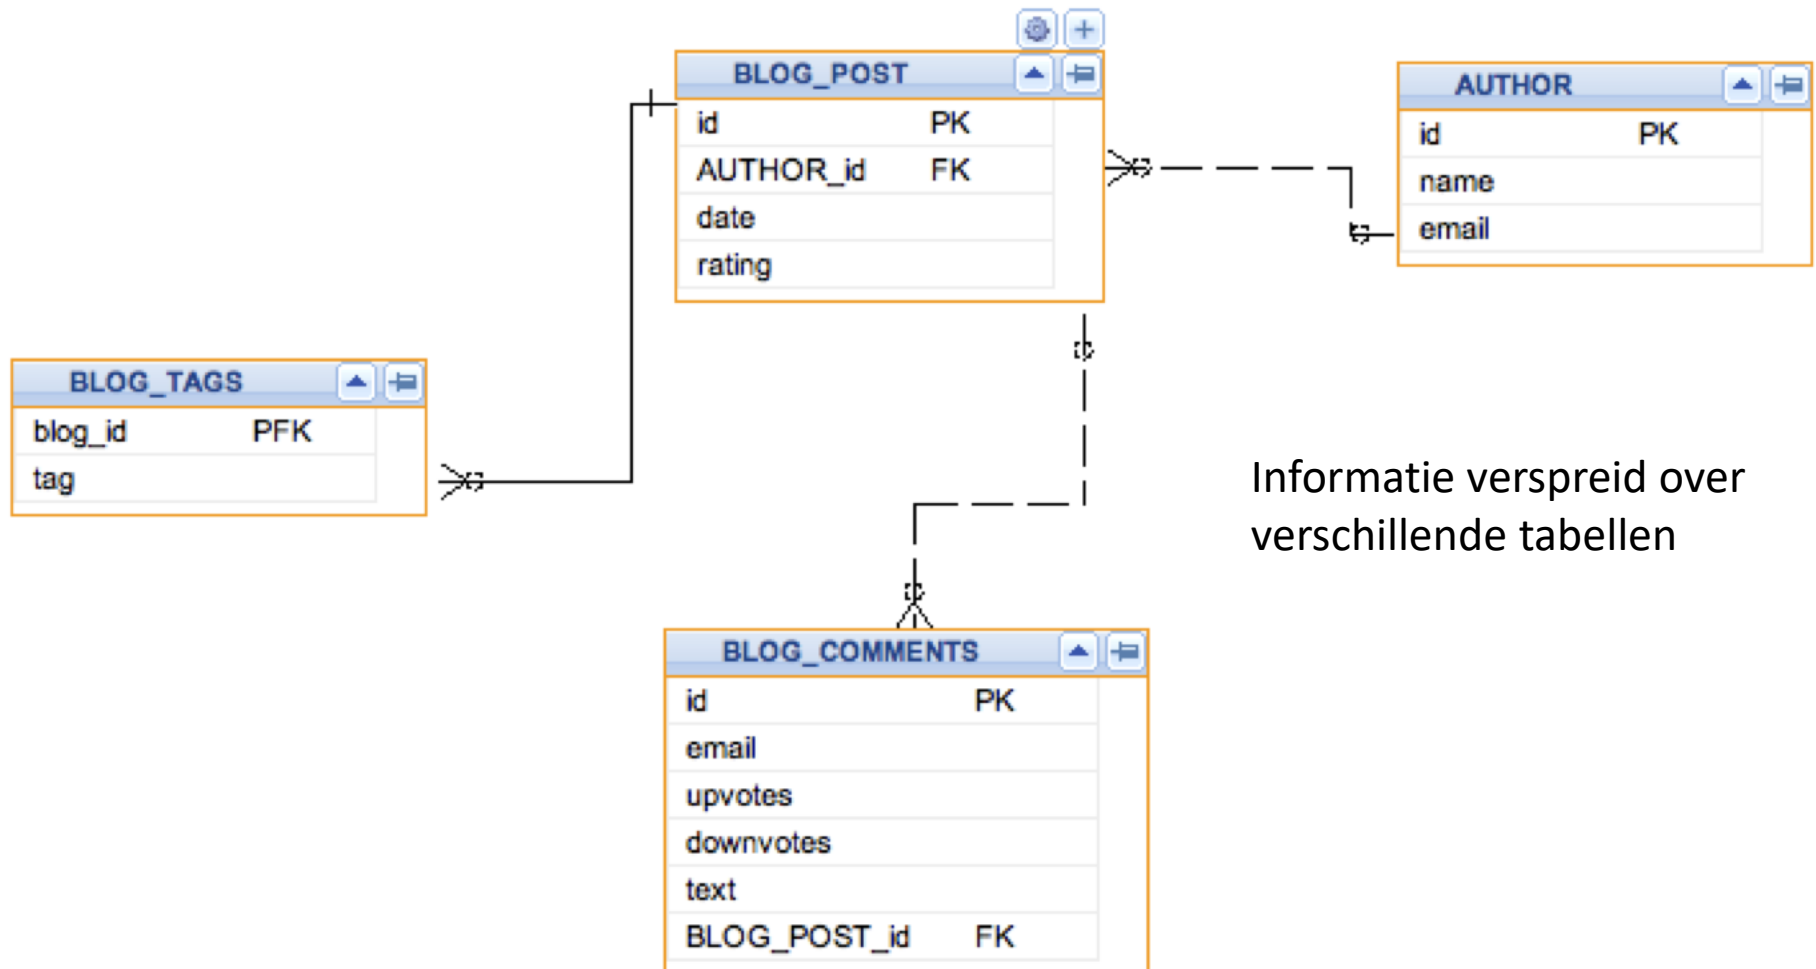 BLOG_POST
id PK
AUTHOR_id FK
date
rating
AUTHOR
id PK
name
email
BLOG_TAGS
blog_id PFK
tag
Informatie verspreid over
verschillende tabellen
BLOG_COMMENTS
id PK
email
upvotes
downvotes
text
BLOG_POST_id FK